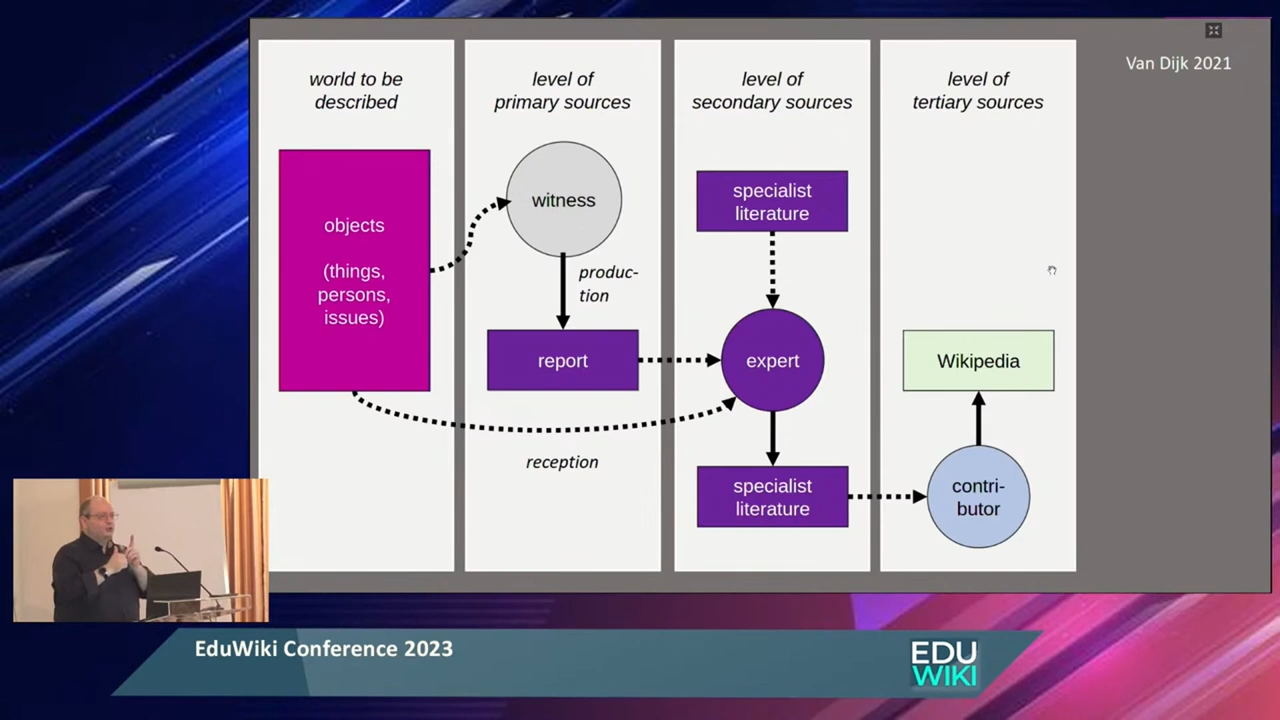 Van Dijk 2021
world to be
described
objects
(things,
persons,
issues)
level of
primary sources
witness
produc-
tion
report
reception
level of
secondary sources
specialist
literature
expert
specialist
literature
level of
tertiary sources
Wikipedia
contri-
butor
EduWiki Conference 2023
EDU
WIKI